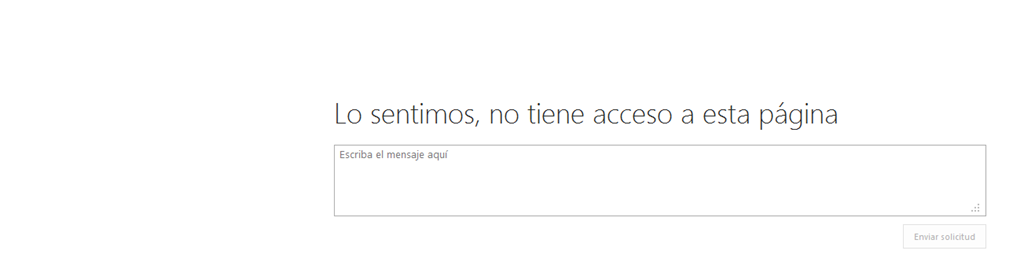 Lo sentimos, no tiene acceso a esta página
Escriba el mensaje aquí
Enviar solicitud